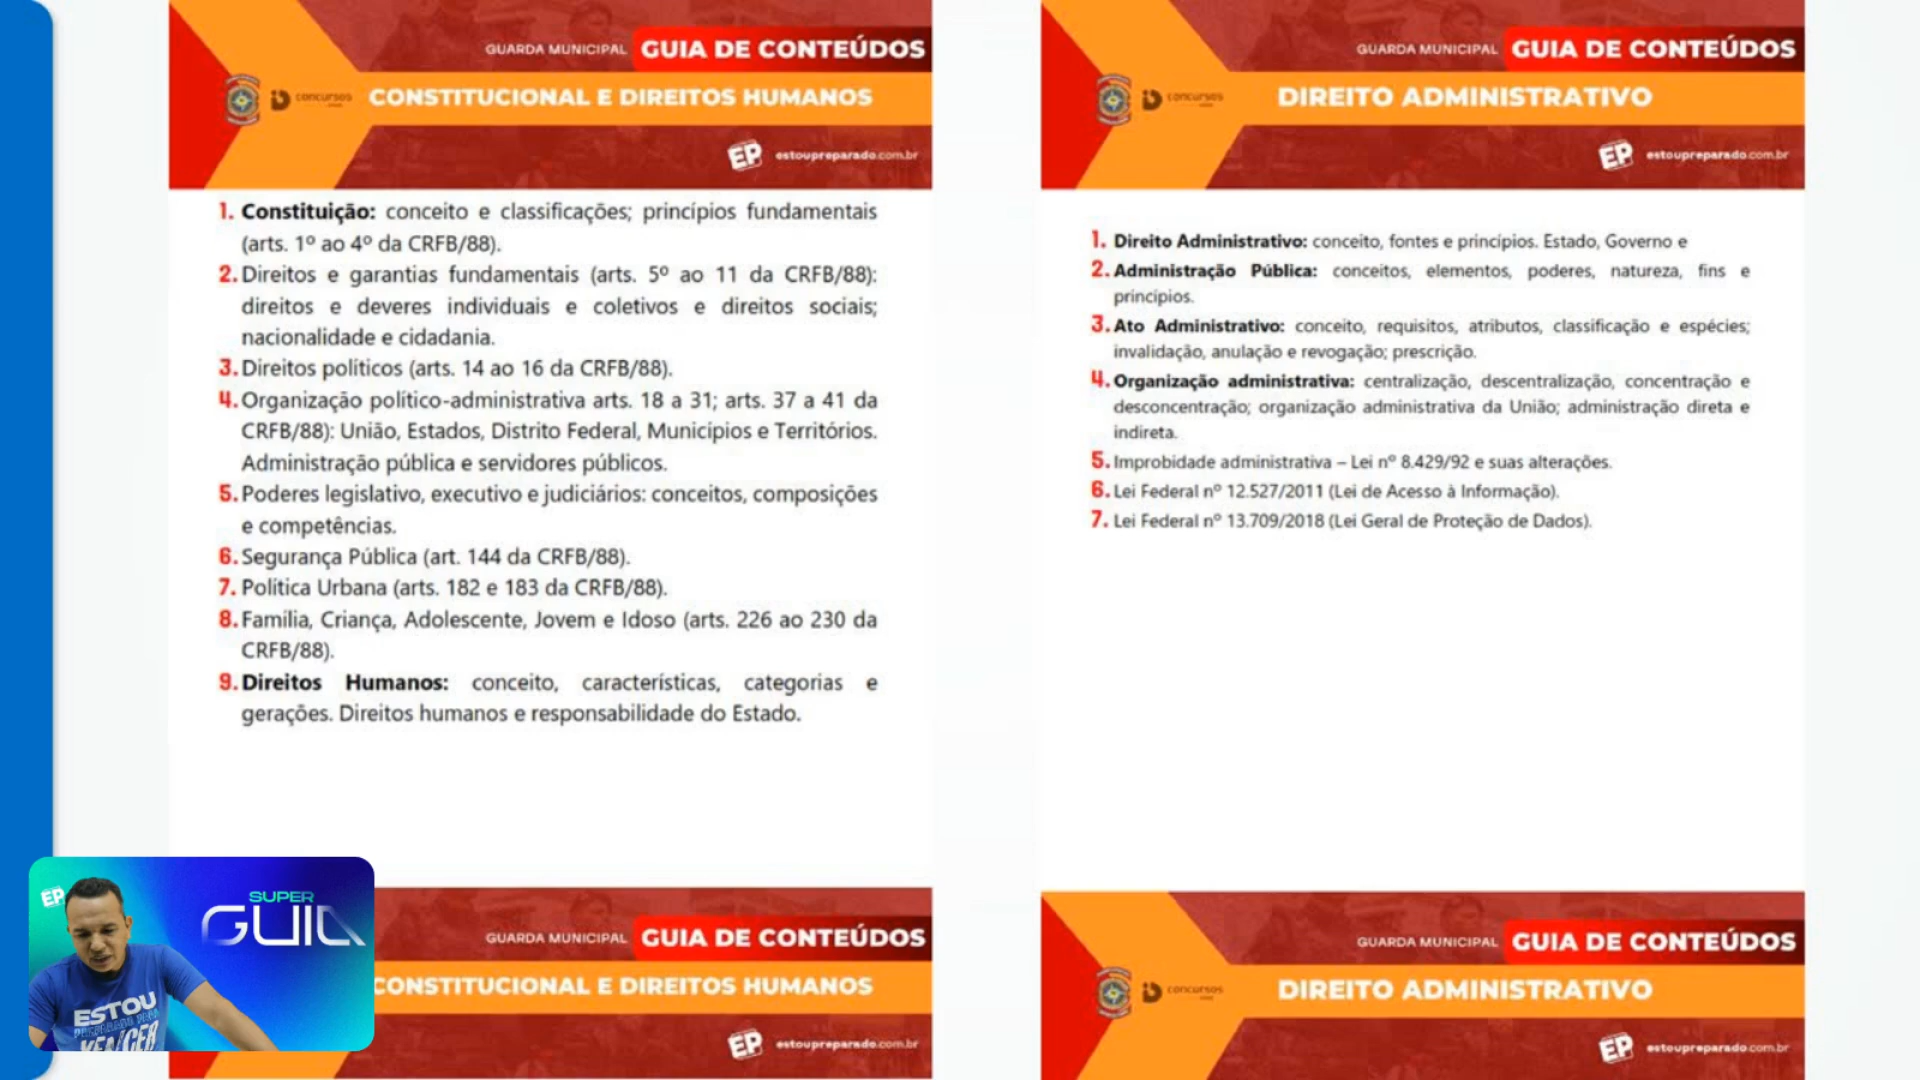 GUARDA MUNICIPAL GUIA DE CONTEÚDOS
concursos CONSTITUCIONAL E DIREITOS HUMANOS
EP estoupreparado.com.br
1. Constituição: conceito e classificações; princípios fundamentais
(arts. 1º ao 4º da CRFB/88).
2. Direitos e garantias fundamentais (arts. 5º ao 11 da CRFB/88):
direitos e deveres individuais e coletivos e direitos sociais;
nacionalidade e cidadania.
3. Direitos políticos (arts. 14 ao 16 da CRFB/88).
4. Organização político-administrativa arts. 18 a 31; arts. 37 a 41 da
CRFB/88): União, Estados, Distrito Federal, Municípios e Territórios.
Administração pública e servidores públicos.
5. Poderes legislativo, executivo e judiciários: conceitos, composições
e competências.
6. Segurança Pública (art. 144 da CRFB/88).
7. Política Urbana (arts. 182 e 183 da CRFB/88).
8. Família, Criança, Adolescente, Jovem e Idoso (arts. 226 ao 230 da
CRFB/88).
9. Direitos Humanos: conceito, características, categorias e
gerações. Direitos humanos e responsabilidade do Estado.
GUARDA MUNICIPAL GUIA DE CONTEÚDOS
CONSTITUCIONAL E DIREITOS HUMANOS
EP estoupreparado.com.br
GUARDA MUNICIPAL GUIA DE CONTEÚDOS
concursos DIREITO ADMINISTRATIVO
EP estoupreparado.com.br
1. Direito Administrativo: conceito, fontes e princípios. Estado, Governo e
2. Administração Pública: conceitos, elementos, poderes, natureza, fins e
princípios.
3. Ato Administrativo: conceito, requisitos, atributos, classificação e espécies;
invalidação, anulação e revogação; prescrição.
4. Organização administrativa: centralização, descentralização, concentração e
desconcentração; organização administrativa da União; administração direta e
indireta.
5. Improbidade administrativa – Lei nº 8.429/92 e suas alterações.
6. Lei Federal nº 12.527/2011 (Lei de Acesso à Informação).
7. Lei Federal nº 13.709/2018 (Lei Geral de Proteção de Dados).
GUARDA MUNICIPAL GUIA DE CONTEÚDOS
concursos DIREITO ADMINISTRATIVO
EP estoupreparado.com.br
EP
SUPER
GUIA
ESTOU
PREPARADO PARA
VENCER